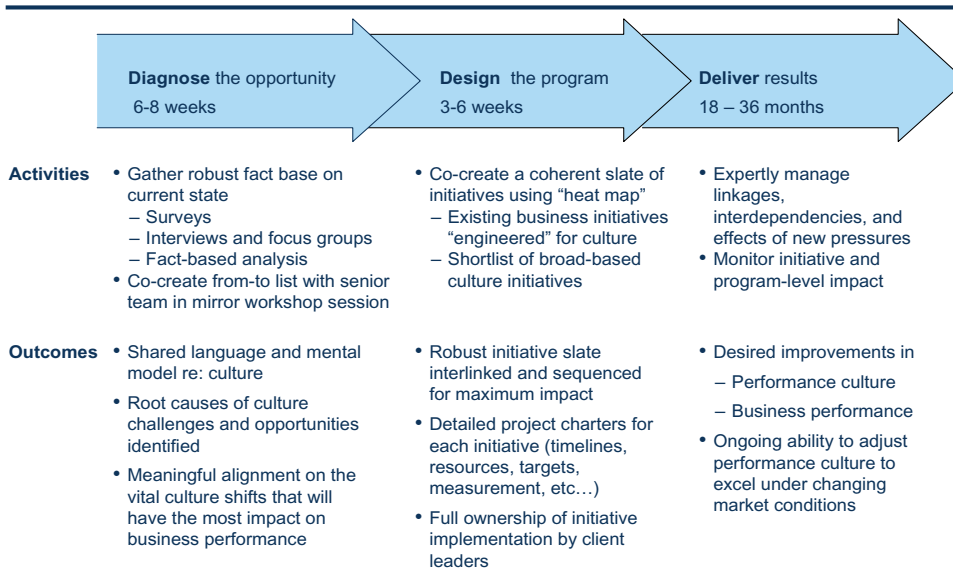 Diagnose the opportunity
6-8 weeks
Design the program
3-6 weeks
Deliver results
18 – 36 months
Activities
• Gather robust fact base on
current state
– Surveys
– Interviews and focus groups
– Fact-based analysis
• Co-create from-to list with senior
team in mirror workshop session
• Co-create a coherent slate of
initiatives using “heat map”
– Existing business initiatives
“engineered” for culture
– Shortlist of broad-based
culture initiatives
• Expertly manage
linkages,
interdependencies, and
effects of new pressures
• Monitor initiative and
program-level impact
Outcomes
• Shared language and mental
model re: culture
• Root causes of culture
challenges and opportunities
identified
• Meaningful alignment on the
vital culture shifts that will
have the most impact on
business performance
• Robust initiative slate
interlinked and sequenced
for maximum impact
• Detailed project charters for
each initiative (timelines,
resources, targets,
measurement, etc…)
• Full ownership of initiative
implementation by client
leaders
• Desired improvements in
– Performance culture
– Business performance
• Ongoing ability to adjust
performance culture to
excel under changing
market conditions